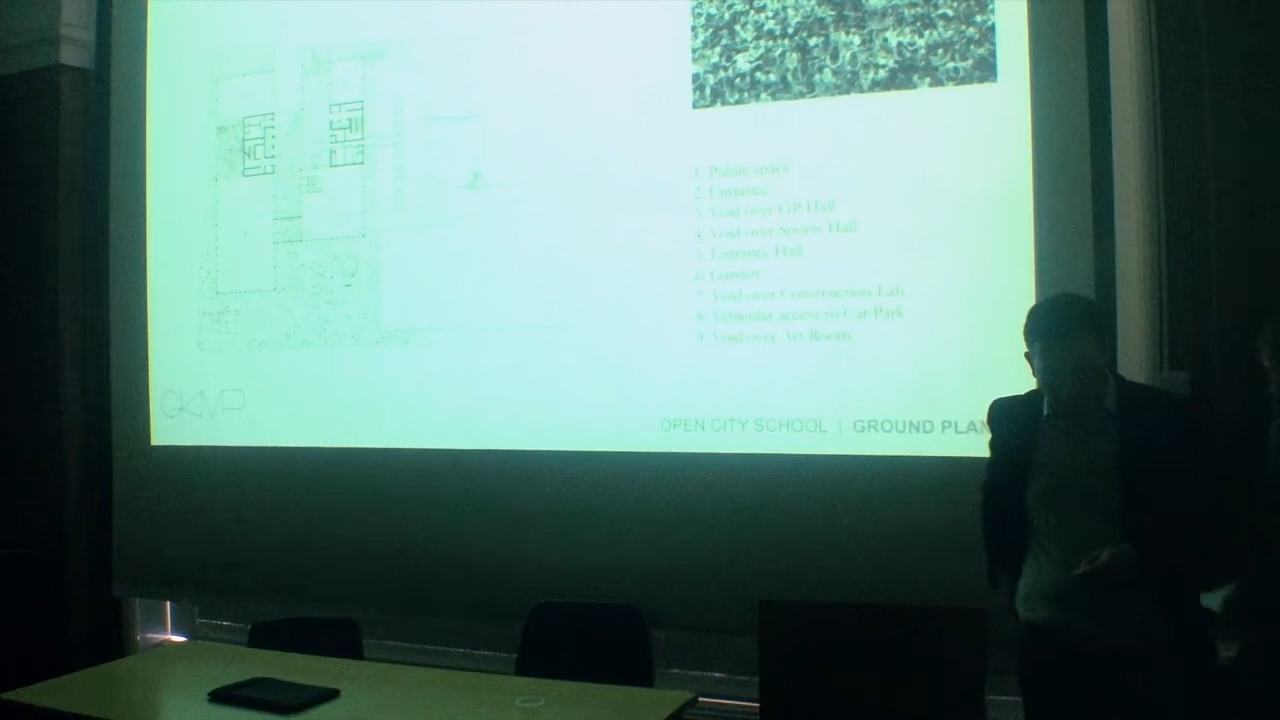 1. Public space
2. Entrance
3. Void over GP Hall
4. Void over Sports Hall
5. Entrance Hall
6. Garden
7. Void over Construction Lab
8. Vehicular access to Car Park
9. Void over Art Room
OPEN CITY SCHOOL | GROUND PLAN